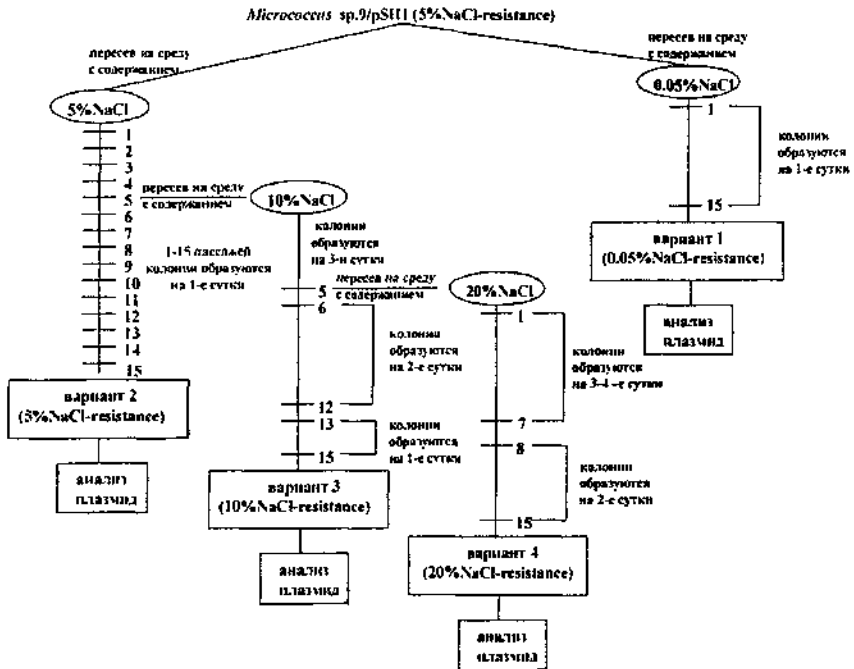 Micrococcus sp.9/pSH1 (5%NaCl-resistance)
пересев на среду
с содержанием
5%NaCl
1
2
3
4
5
6
7
8
9
10
11
12
13
14
15
1-15 пассажей
колонии образуются
на 1-е сутки
вариант 2
(5%NaCl-resistance)
анализ
плазмид
пересев на среду
с содержанием
10%NaCl
колонии
образуются
на 3-и сутки
5
6
колонии
образуются
на 2-е сутки
12
13
15
колонии
образуются
на 1-е сутки
вариант 3
(10%NaCl-resistance)
анализ
плазмид
пересев на среду
с содержанием
20%NaCl
1
колонии
образуются
на 3-4 -е сутки
7
8
колонии
образуются
на 2-е сутки
15
вариант 4
(20%NaCl-resistance)
анализ
плазмид
пересев на среду
с содержанием
0.05%NaCl
1
колонии
образуются
на 1-е сутки
15
вариант 1
(0.05%NaCl-resistance)
анализ
плазмид